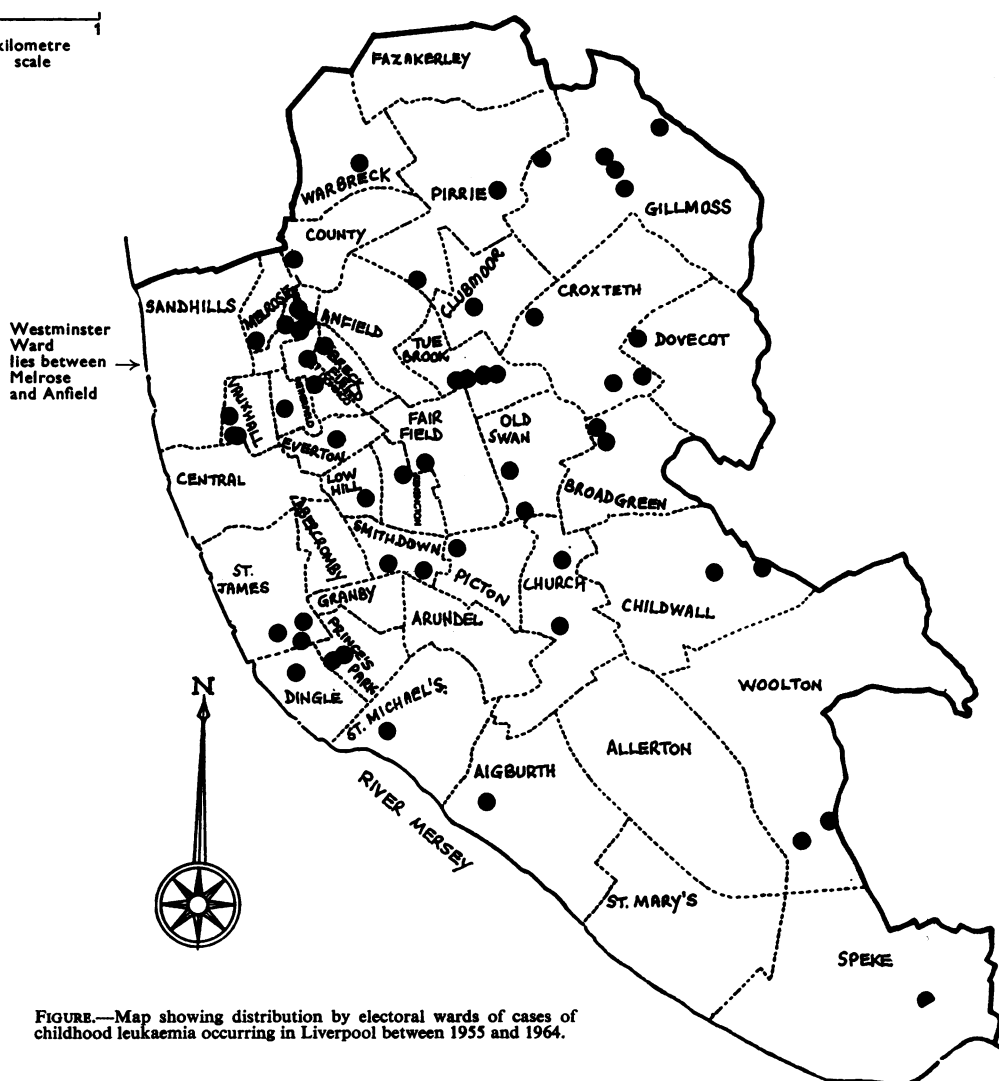 1
kilometre
scale
FAZAKERLEY
WARBRECK
PIRRIE
GILLMOSS
COUNTY
CLUBMOOR
CROXTETH
SANDHILLS
MELROSE
ANFIELD
TUE
BROOK
DOVECOT
Westminster
Ward
lies between
Melrose
and Anfield
VAUXHALL
FAIR
FIELD
OLD
SWAN
EVERTON
CENTRAL
LOW
HILL
BROADGREEN
ABERCROMBY
SMITHDOWN
ST.
JAMES
PICTON
CHURCH
GRANBY
ARUNDEL
CHILDWALL
PRINCE'S
PARK
N
DINGLE
ST. MICHAEL'S.
WOOLTON
ALLERTON
AIGBURTH
RIVER MERSEY
ST. MARY'S
SPEKE
FIGURE.—Map showing distribution by electoral wards of cases of
childhood leukaemia occurring in Liverpool between 1955 and 1964.